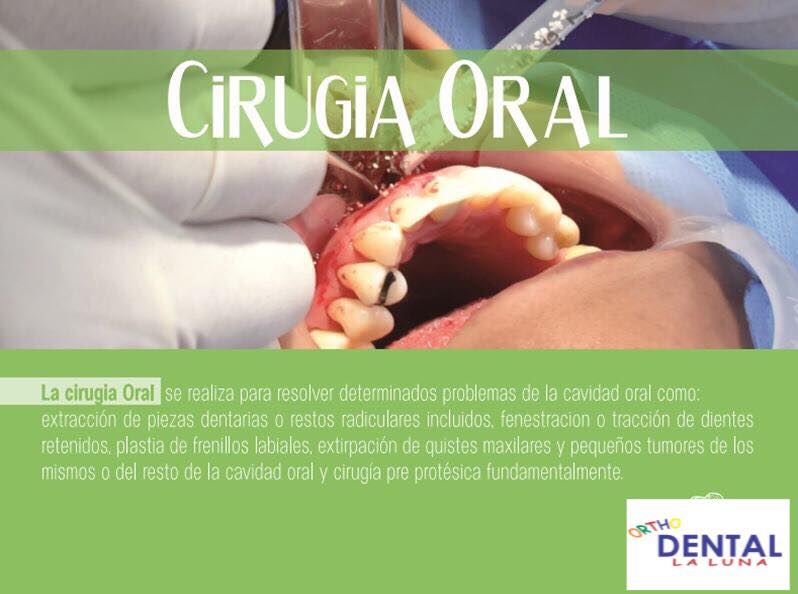 CIRUGIA ORAL
La cirugia Oral se realiza para resolver determinados problemas de la cavidad oral como:
extracción de piezas dentarias o restos radiculares incluidos, fenestracion o tracción de dientes
retenidos, plastia de frenillos labiales, extirpación de quistes maxilares y pequeños tumores de los
mismos o del resto de la cavidad oral y cirugía pre protésica fundamentalmente.
ORTHO
DENTAL
LA LUNA